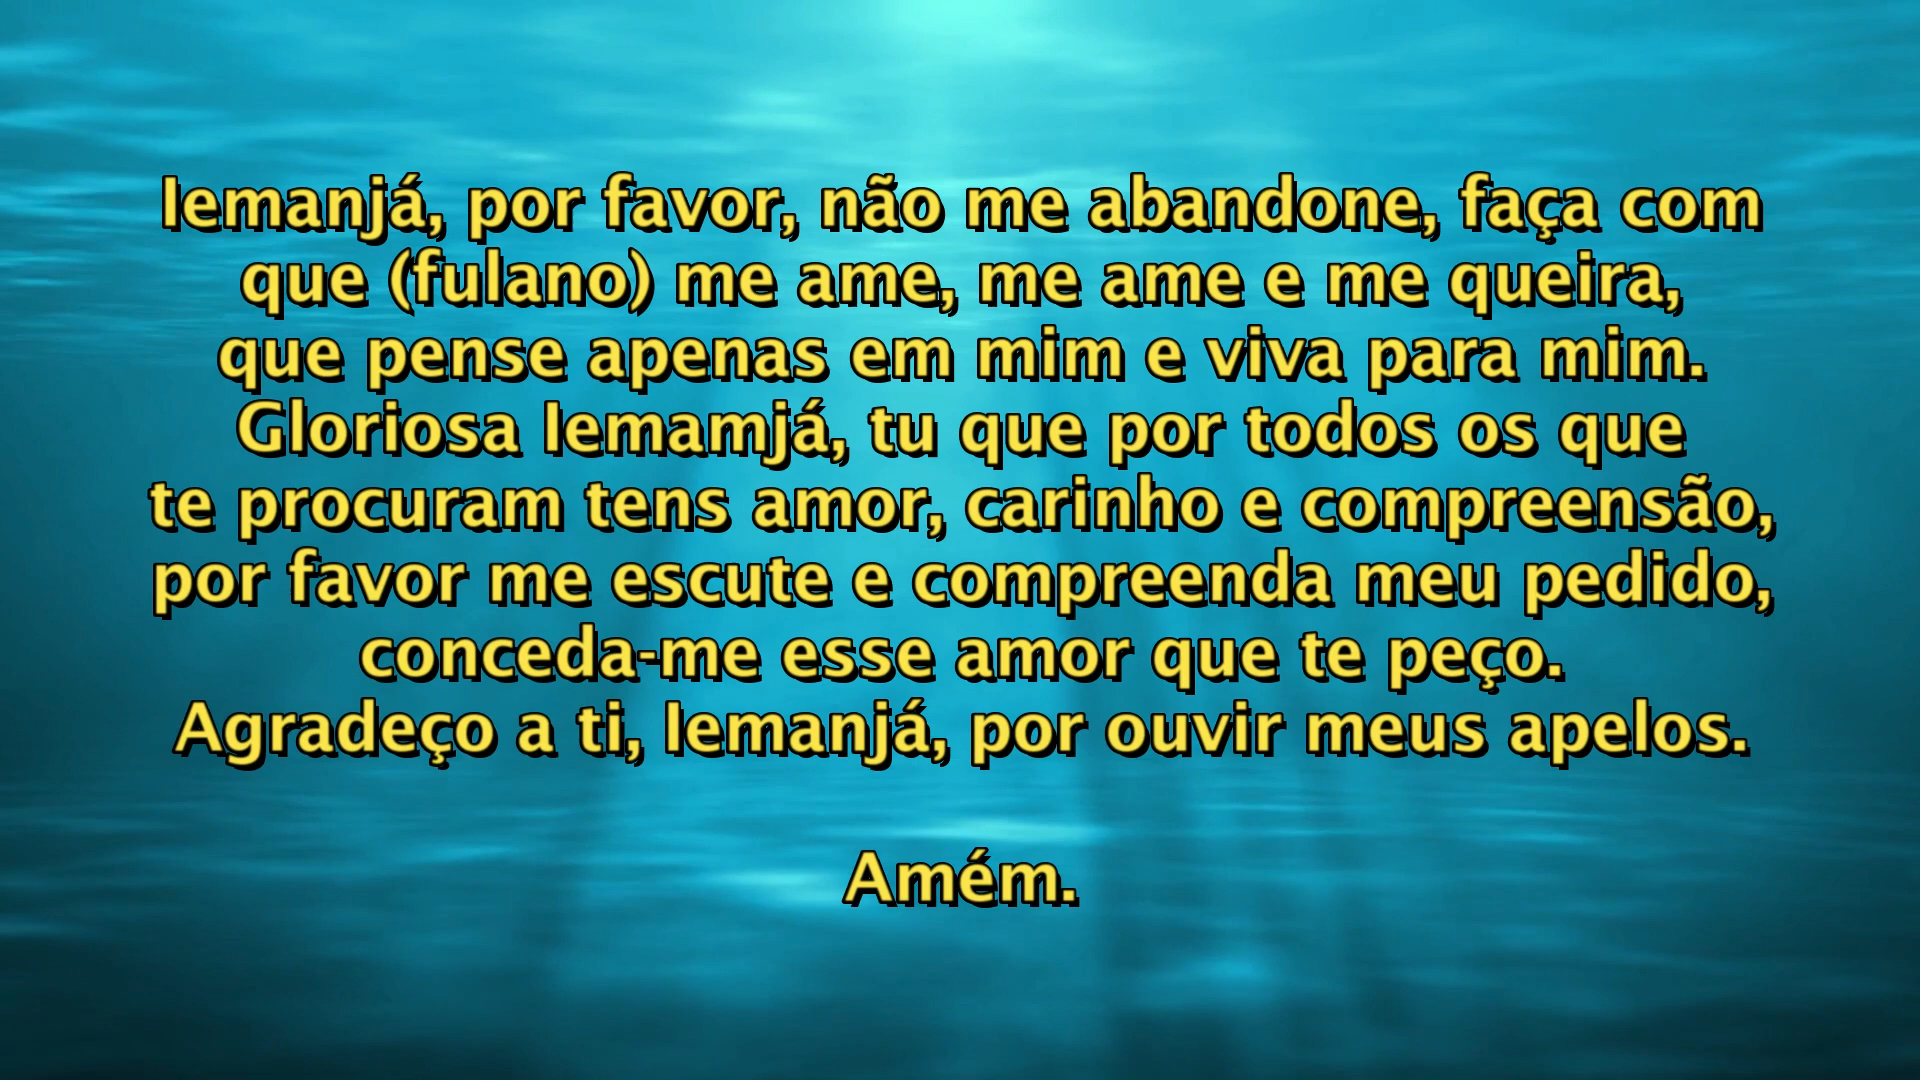 Iemanjá, por favor, não me abandone, faça com
que (fulano) me ame, me ame e me queira,
que pense apenas em mim e viva para mim.
Gloriosa Iemamjá, tu que por todos os que
te procuram tens amor, carinho e compreensão,
por favor me escute e compreenda meu pedido,
conceda-me esse amor que te peço.
Agradeço a ti, Iemanjá, por ouvir meus apelos.
Amém.